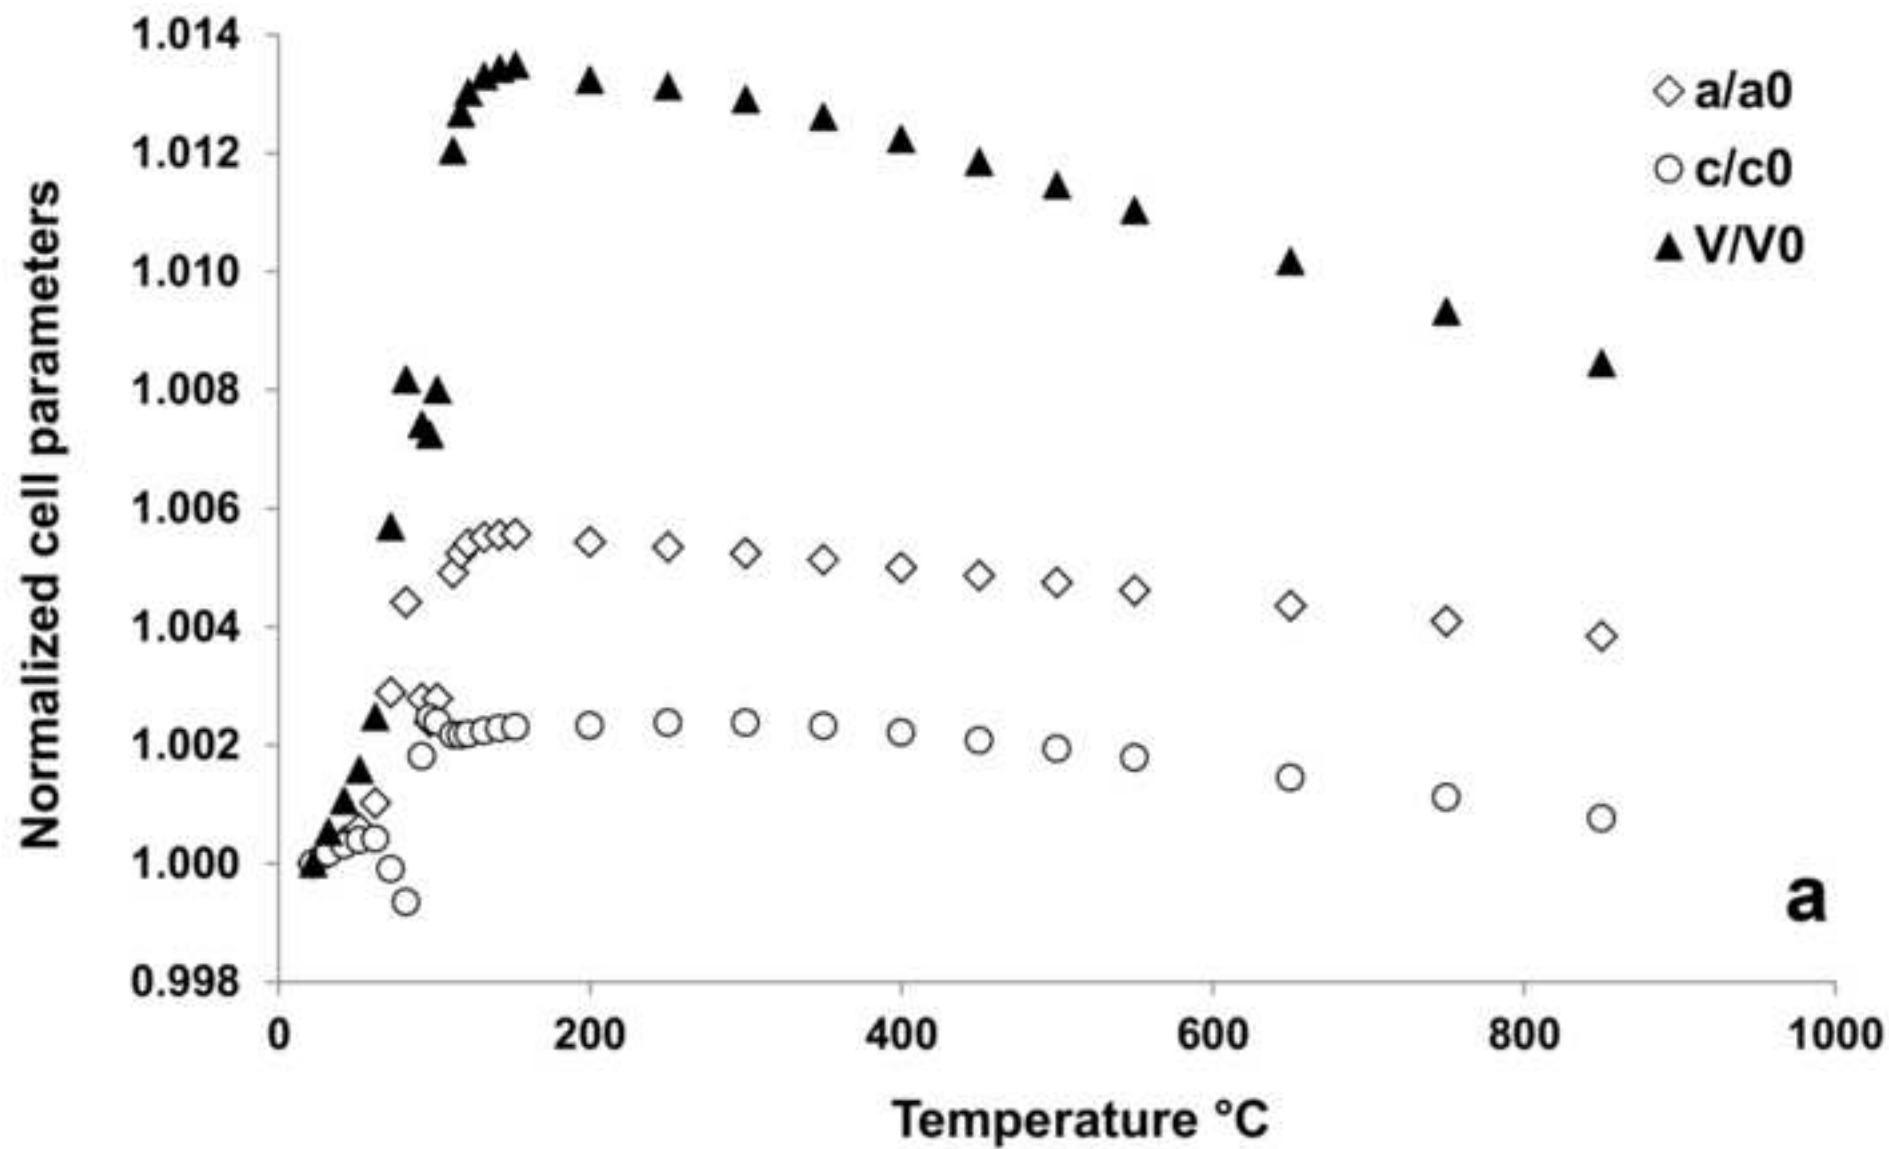 1.014
1.012
1.010
1.008
1.006
1.004
1.002
1.000
0.998
Normalized cell parameters
a/a0
c/c0
V/V0
a
0 200 400 600 800 1000
Temperature °C